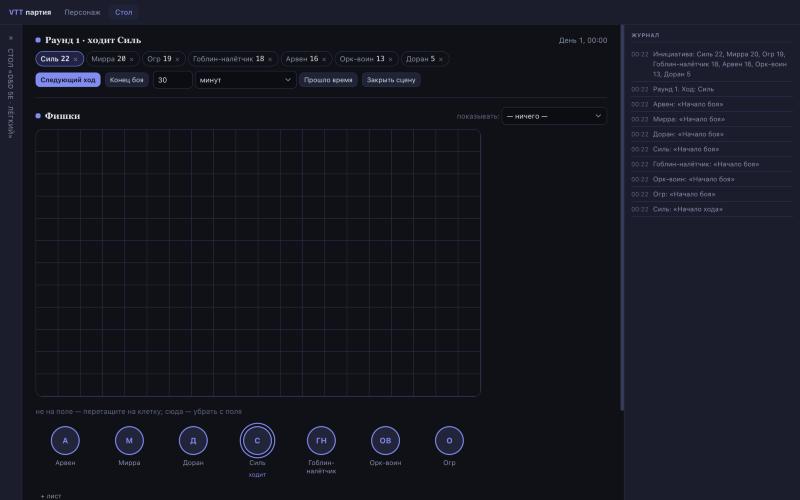 VTT партия Персонаж Стол
»
СТОЛ «D&D 5E · ЛЁГКИЙ»
Раунд 1 · ходит Силь
День 1, 00:00
Силь 22 × Мирра 20 × Огр 19 × Гоблин-налётчик 18 × Арвен 16 × Орк-воин 13 × Доран 5 ×
Следующий ход Конец боя 30 минут Прошло время Закрыть сцену
Фишки
показывать: — ничего —
не на поле — перетащите на клетку; сюда — убрать с поля
А М Д С ГН ОВ О
Арвен Мирра Доран Силь Гоблин-налётчик Орк-воин Огр
ходит
+ лист
ЖУРНАЛ
00:22 Инициатива: Силь 22, Мирра 20, Огр 19,
Гоблин-налётчик 18, Арвен 16, Орк-воин
13, Доран 5
00:22 Раунд 1. Ход: Силь
00:22 Арвен: «Начало боя»
00:22 Мирра: «Начало боя»
00:22 Доран: «Начало боя»
00:22 Силь: «Начало боя»
00:22 Гоблин-налётчик: «Начало боя»
00:22 Орк-воин: «Начало боя»
00:22 Огр: «Начало боя»
00:22 Силь: «Начало хода»